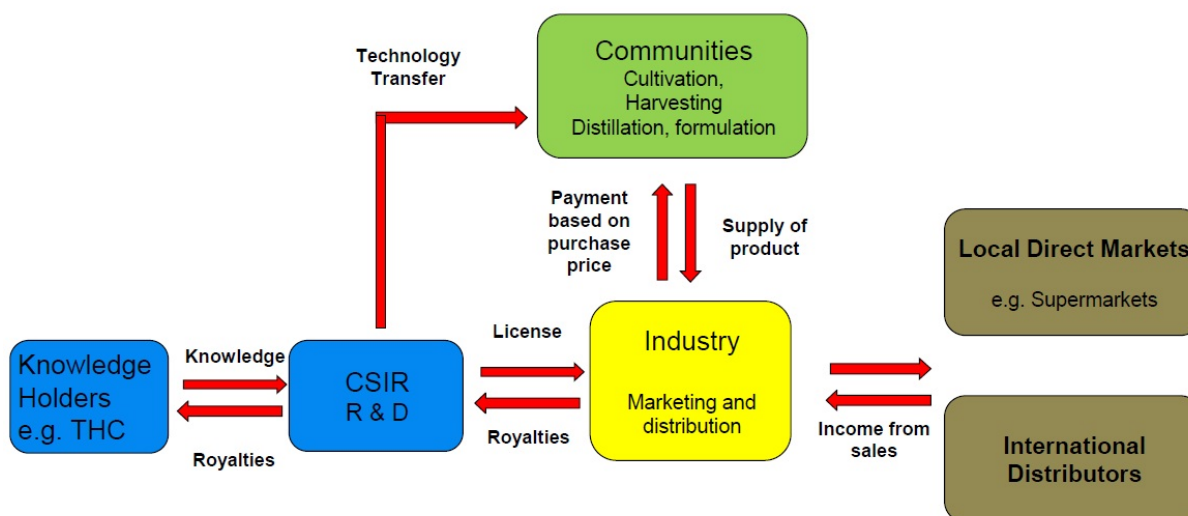 Technology
Transfer
Communities
Cultivation,
Harvesting
Distillation, formulation
Payment
based on
purchase
price
Supply of
product
Local Direct Markets
e.g. Supermarkets
Knowledge
Holders
e.g. THC
Knowledge
Royalties
CSIR
R & D
License
Royalties
Industry
Marketing and
distribution
Income from
sales
International
Distributors